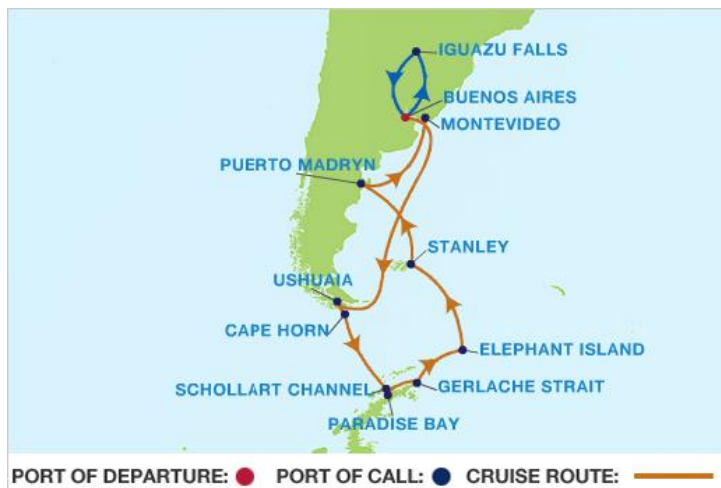 IGUAZU FALLS
BUENOS AIRES
MONTEVIDEO
PUERTO MADRYN
STANLEY
USHUAIA
CAPE HORN
ELEPHANT ISLAND
SCHOLLART CHANNEL
GERLACHE STRAIT
PARADISE BAY
PORT OF DEPARTURE: PORT OF CALL: CRUISE ROUTE: